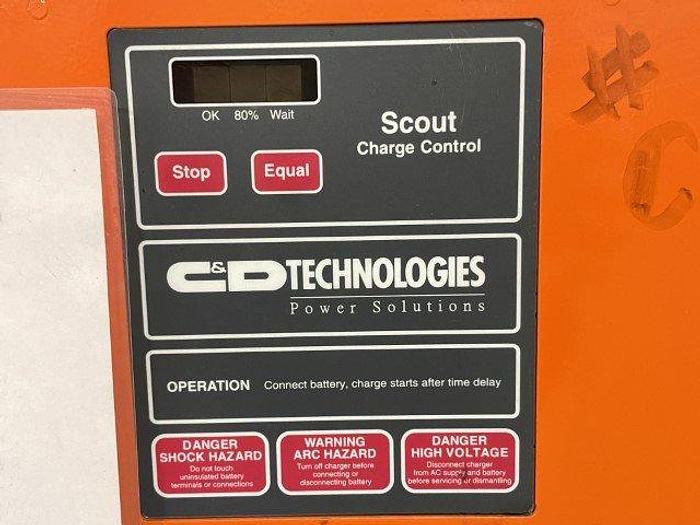 OK 80% Wait
Scout
Charge Control
Stop
Equal
C&D TECHNOLOGIES
Power Solutions
OPERATION Connect battery, charge starts after time delay
DANGER
SHOCK HAZARD
Do not touch
uninsulated battery
terminals or connections
WARNING
ARC HAZARD
Turn off charger before
connecting or
disconnecting battery
DANGER
HIGH VOLTAGE
Disconnect charger
from AC supply and battery
before servicing or dismantling
#
C